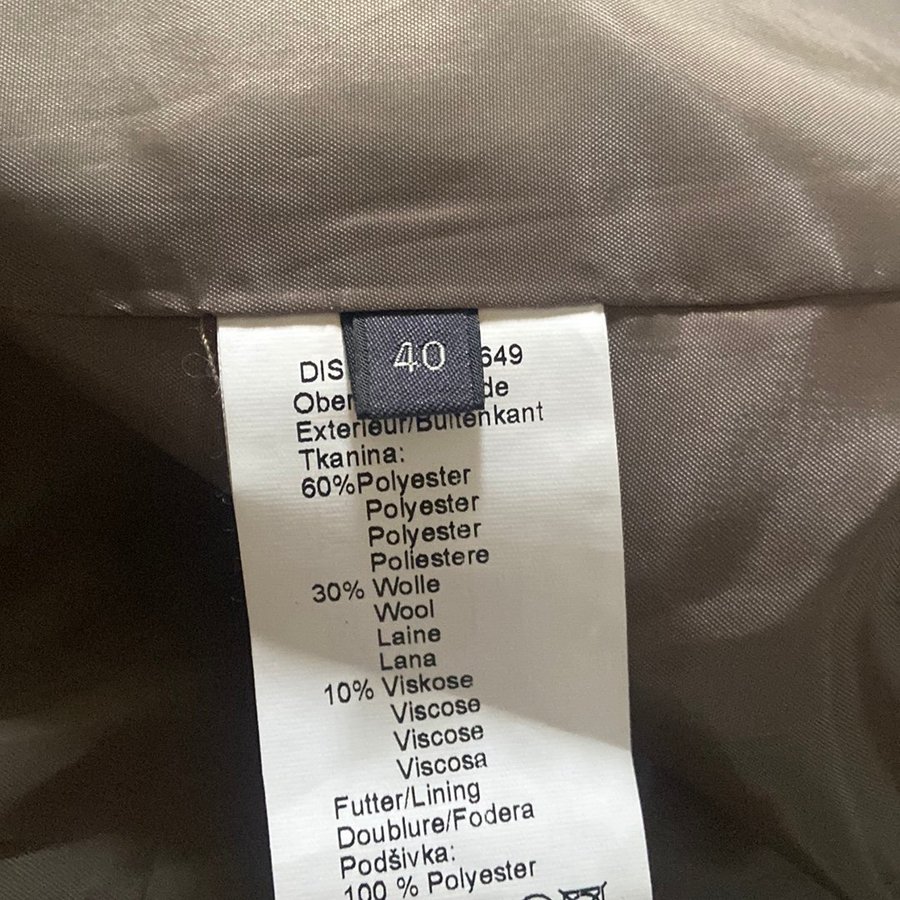 40
DIS 649
Ober de
Exterieur/Buitenkant
Tkanina:
60%Polyester
Polyester
Polyester
Poliestere
30% Wolle
Wool
Laine
Lana
10% Viskose
Viscose
Viscose
Viscosa
Futter/Lining
Doublure/Fodera
Podšivka:
100 % Polyester